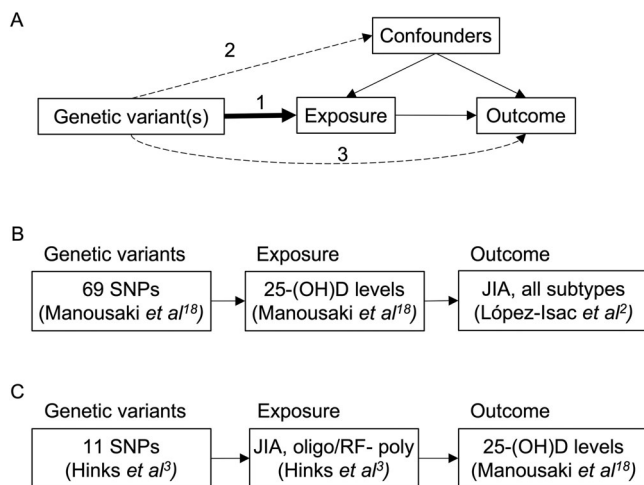 A
Confounders
2
Genetic variant(s)
1
Exposure
Outcome
3
B
Genetic variants Exposure Outcome
69 SNPs 25-(OH)D levels JIA, all subtypes
(Manousaki et al18) (Manousaki et al18) (López-Isac et al2)
C
Genetic variants Exposure Outcome
11 SNPs JIA, oligo/RF- poly 25-(OH)D levels
(Hinks et al3) (Hinks et al3) (Manousaki et al18)